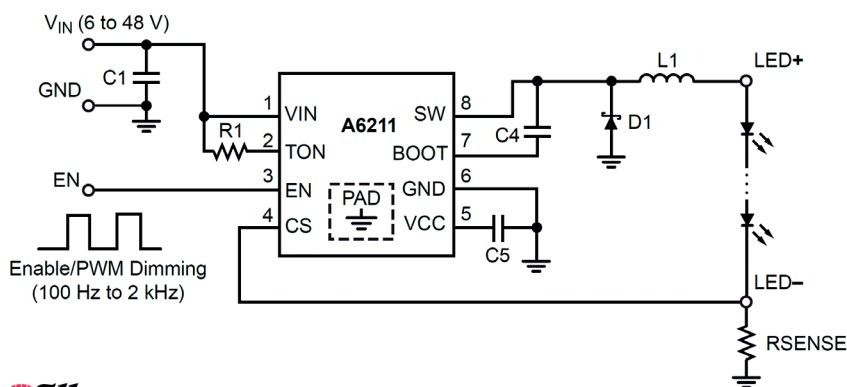 VIN (6 to 48 V)
C1
GND
R1
A6211
1
VIN
2
TON
3
EN
4
CS
EN
PAD
SW
8
BOOT
7
GND
6
VCC
5
C4
C5
D1
L1
LED+
LED–
RSENSE
Enable/PWM Dimming
(100 Hz to 2 kHz)